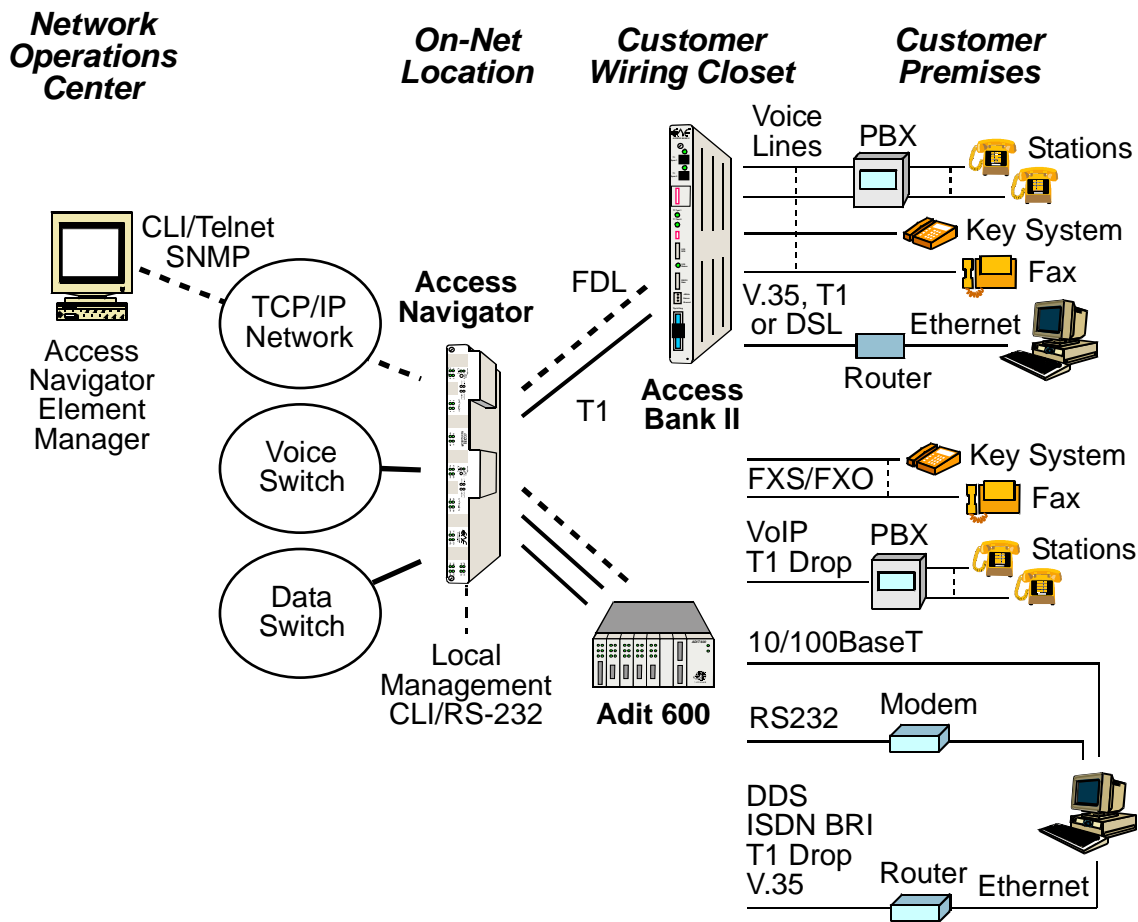 Network
Operations
Center
On-Net
Location
Customer
Wiring Closet
Customer
Premises
CLI/Telnet
SNMP
TCP/IP
Network
Access
Navigator
Element
Manager
Voice
Switch
Data
Switch
Access
Navigator
Local
Management
CLI/RS-232
FDL
T1
Access
Bank II
Adit 600
Voice
Lines
PBX
Stations
Key System
Fax
V.35, T1
or DSL
Ethernet
Router
Key System
FXS/FXO
Fax
VoIP
T1 Drop
PBX
Stations
10/100BaseT
RS232
Modem
DDS
ISDN BRI
T1 Drop
V.35
Router
Ethernet